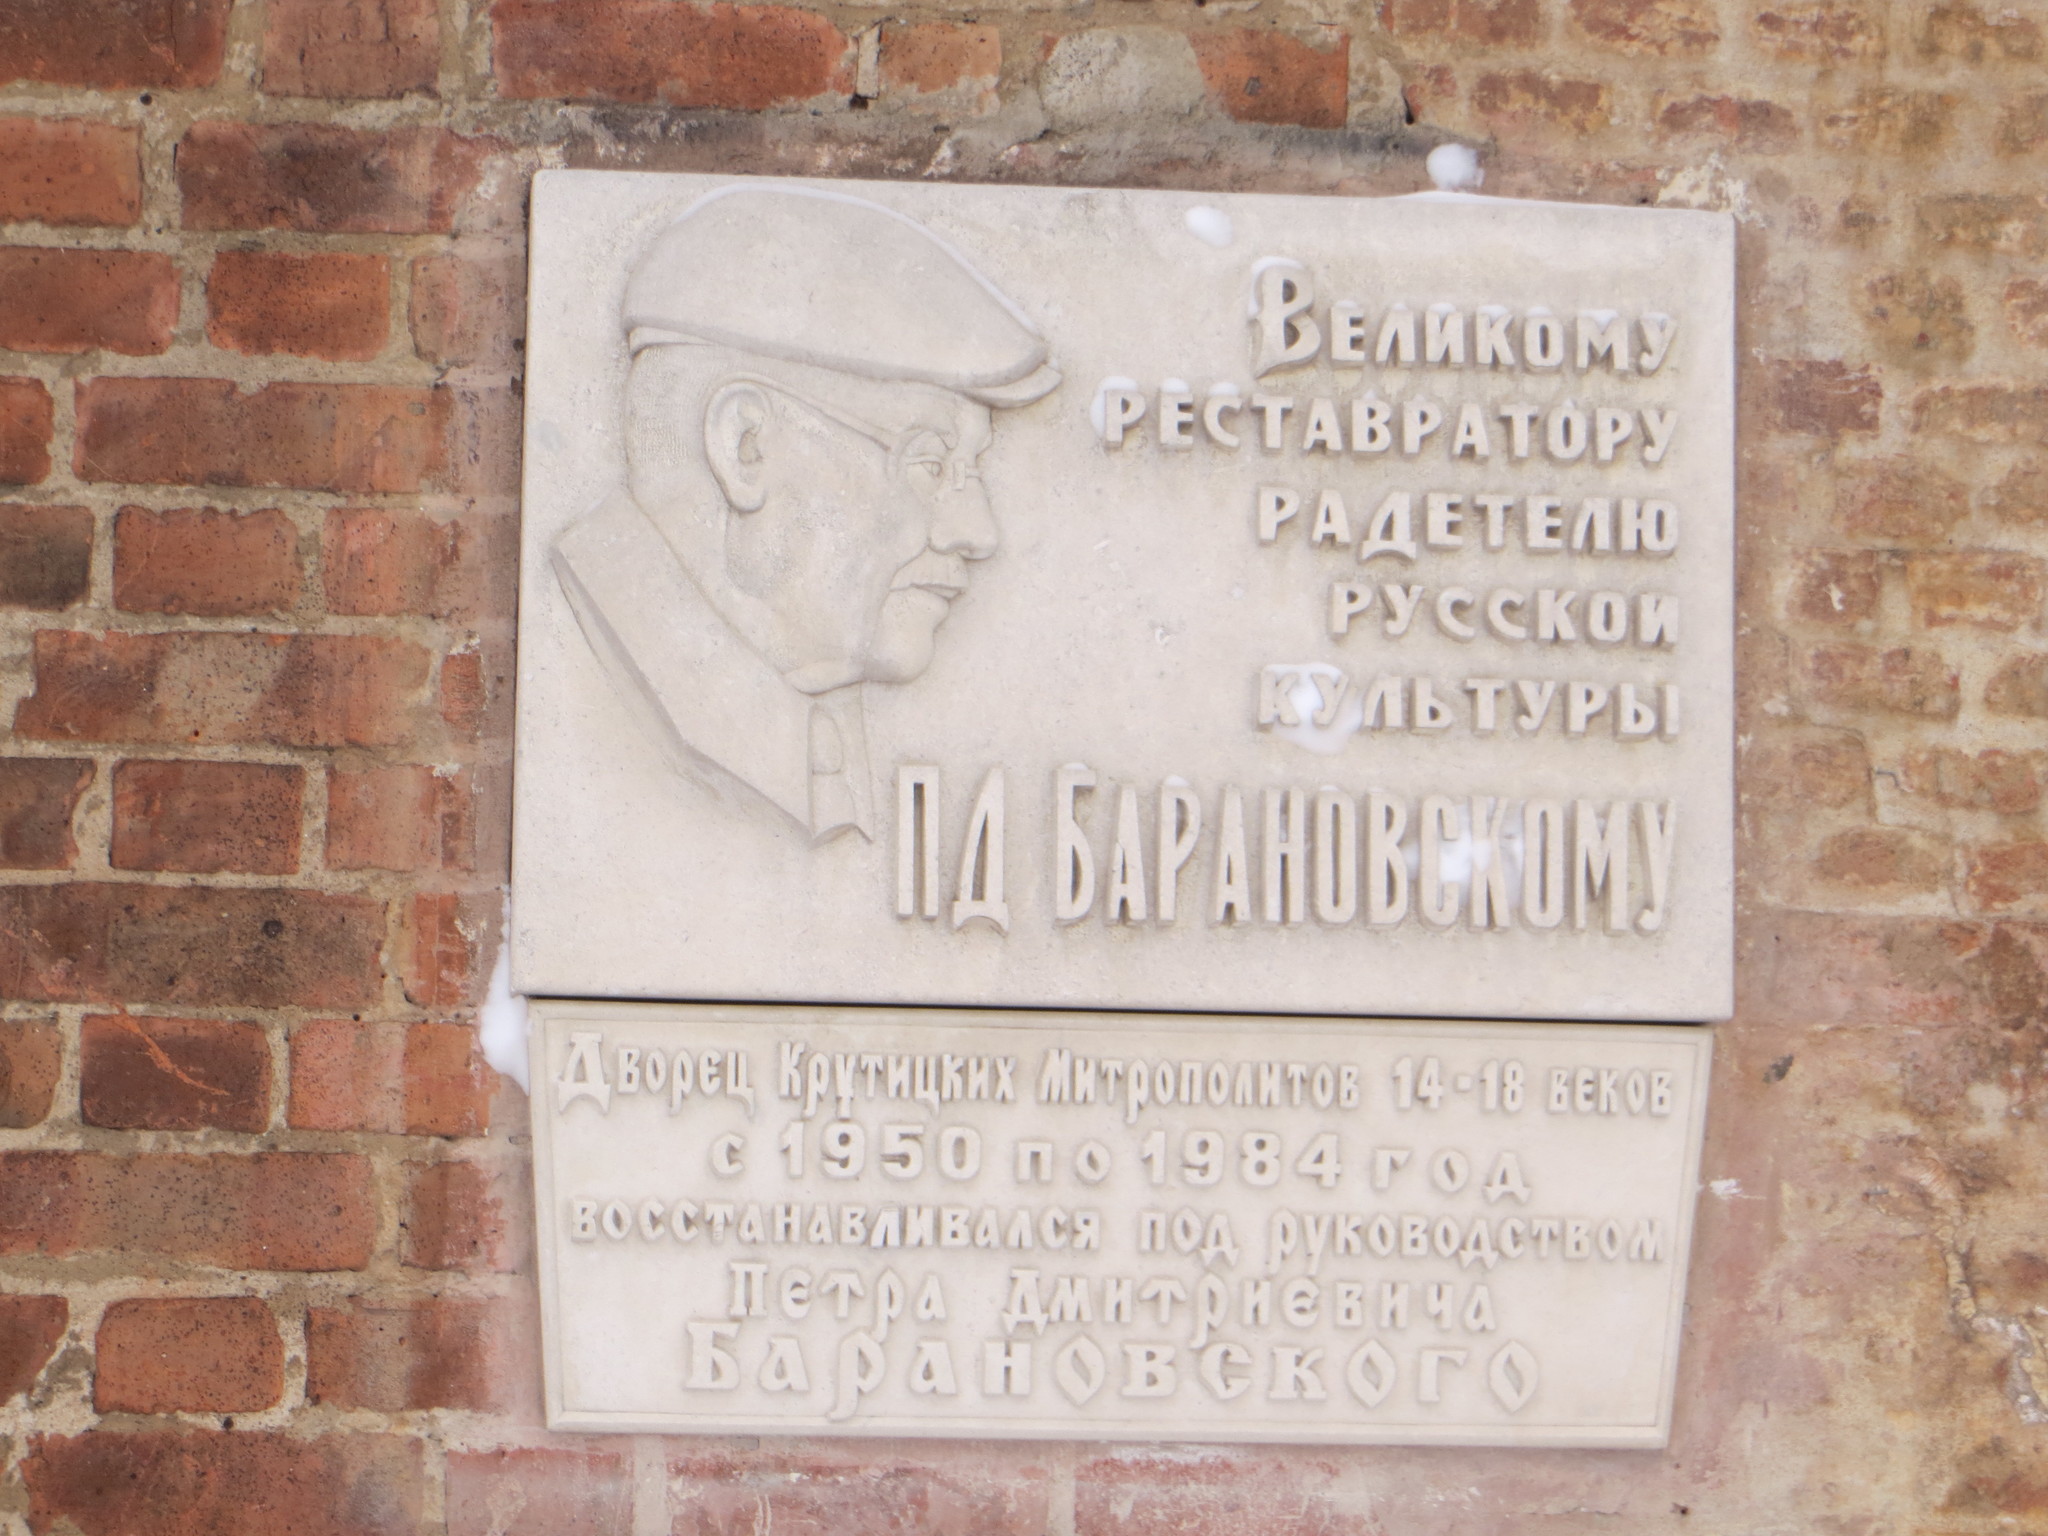 Великому
реставратору
радетелю
русской
культуры
ПД Барановскому
Дворец Крутицких Митрополитов 14-18 веков
с 1950 по 1984 год
восстанавливался под руководством
Петра Дмитриевича
Барановского